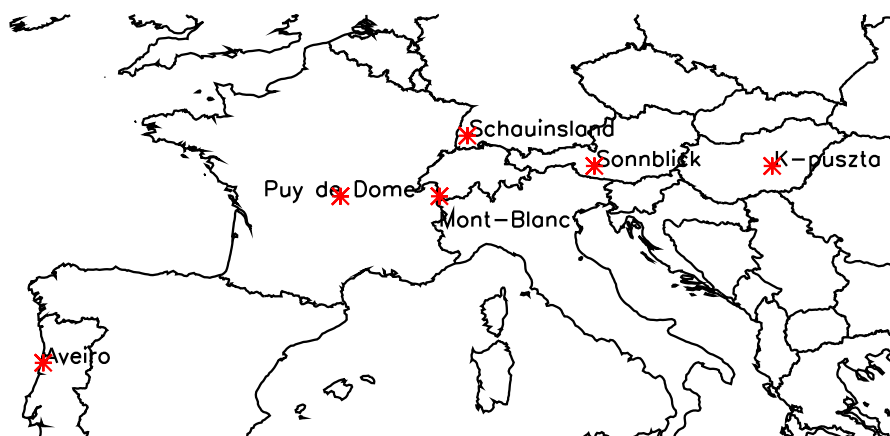 Schauinsland
Sonnblick
K-puszta
Puy de Dome
Mont-Blanc
Aveiro